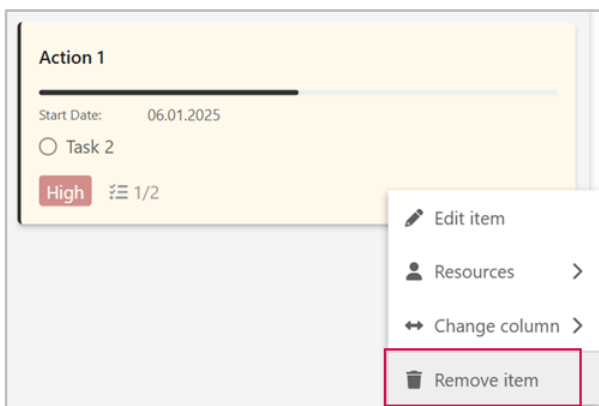 Action 1
Start Date: 06.01.2025
Task 2
High 1/2
Edit item
Resources
Change column
Remove item